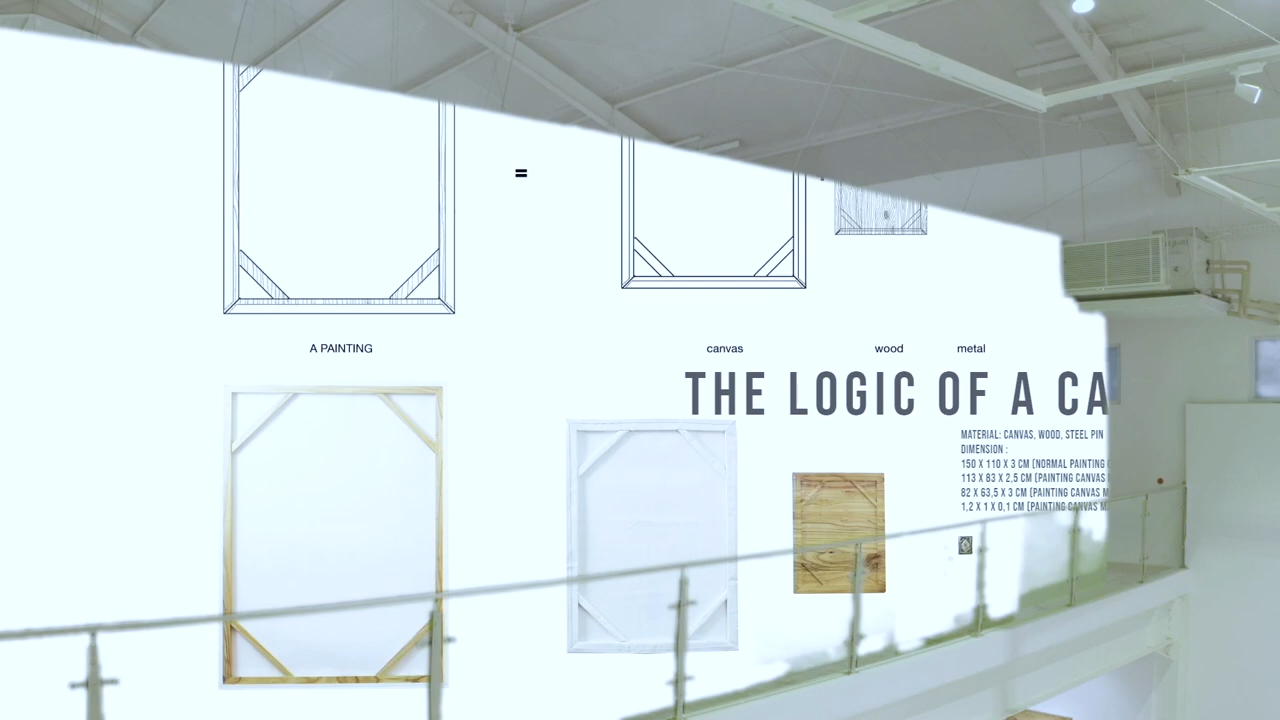 =
A PAINTING
canvas
wood
metal
THE LOGIC OF A CA
MATERIAL: CANVAS, WOOD, STEEL PIN
DIMENSION :
150 X 110 X 3 CM (NORMAL PAINTING
113 X 83 X 2,5 CM (PAINTING CANVAS
82 X 63,5 X 3 CM (PAINTING CANVAS M
1,2 X 1 X 0,1 CM (PAINTING CANVAS M